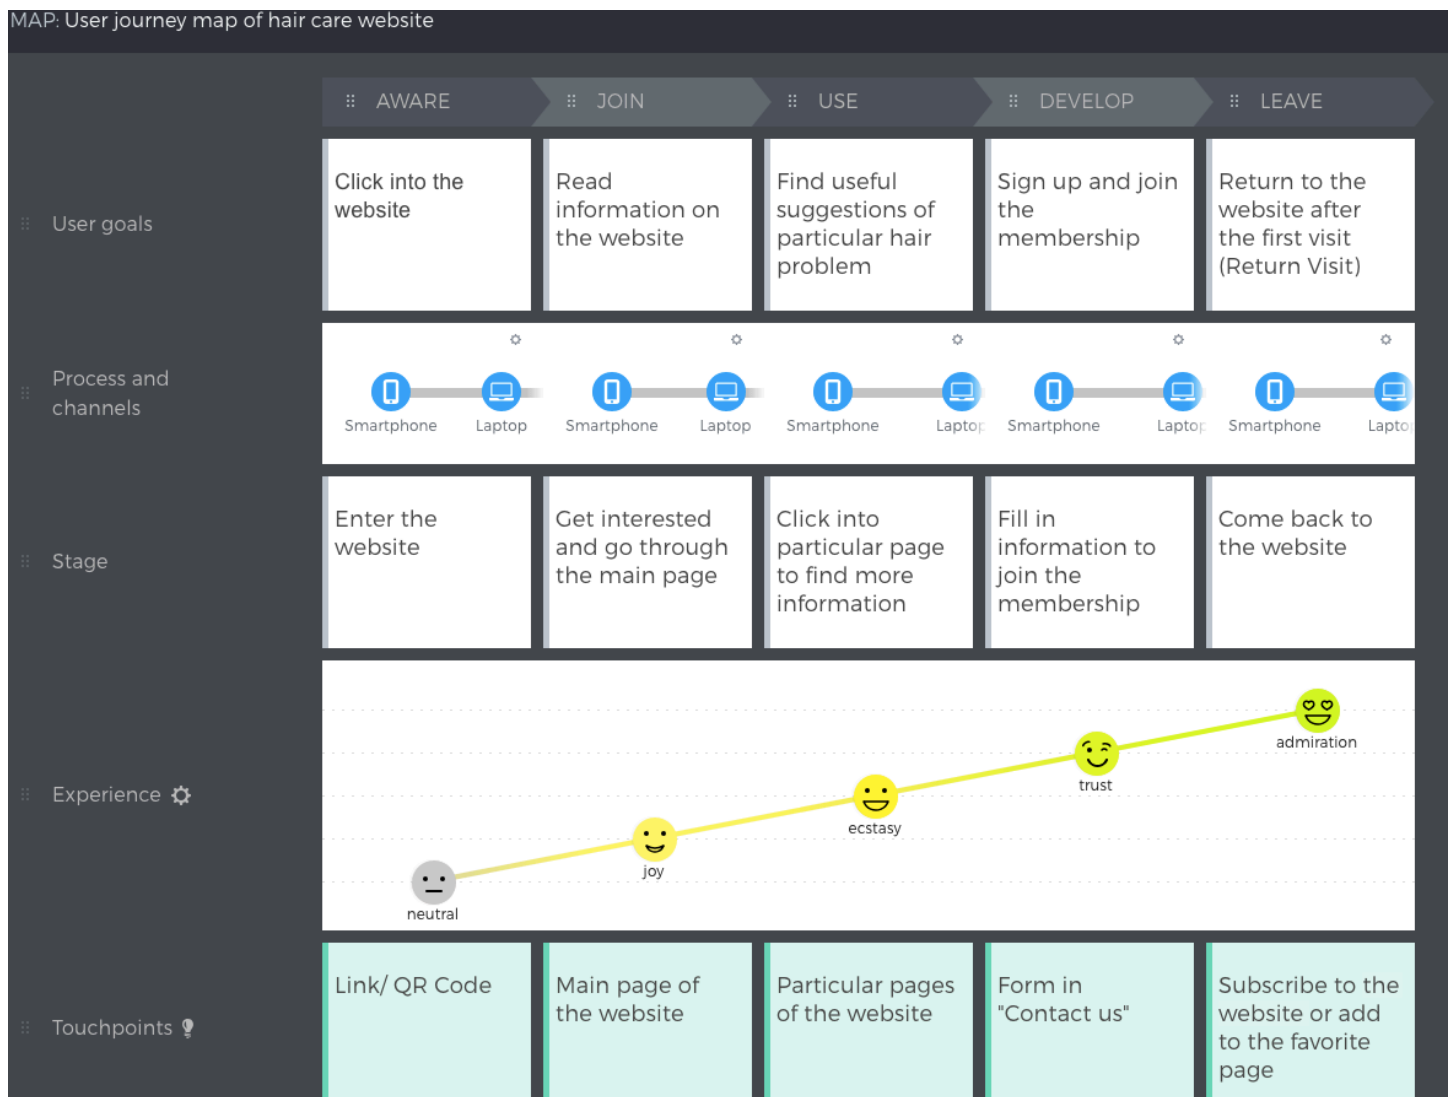 MAP: User journey map of hair care website
AWARE
JOIN
USE
DEVELOP
LEAVE
User goals
Click into the
website
Read
information on
the website
Find useful
suggestions of
particular hair
problem
Sign up and join
the
membership
Return to the
website after
the first visit
(Return Visit)
Process and
channels
Smartphone
Laptop
Smartphone
Laptop
Smartphone
Laptop
Smartphone
Laptop
Smartphone
Laptop
Stage
Enter the
website
Get interested
and go through
the main page
Click into
particular page
to find more
information
Fill in
information to
join the
membership
Come back to
the website
Experience
neutral
joy
ecstasy
trust
admiration
Touchpoints
Link/ QR Code
Main page of
the website
Particular pages
of the website
Form in
"Contact us"
Subscribe to the
website or add
to the favorite
page